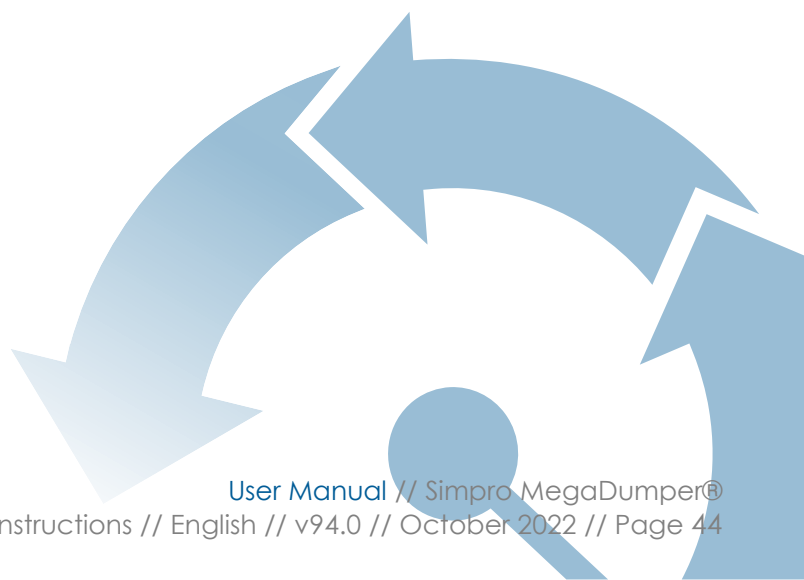 User Manual // Simpro MegaDumper®
nstructions // English // v94.0 // October 2022 // Page 44